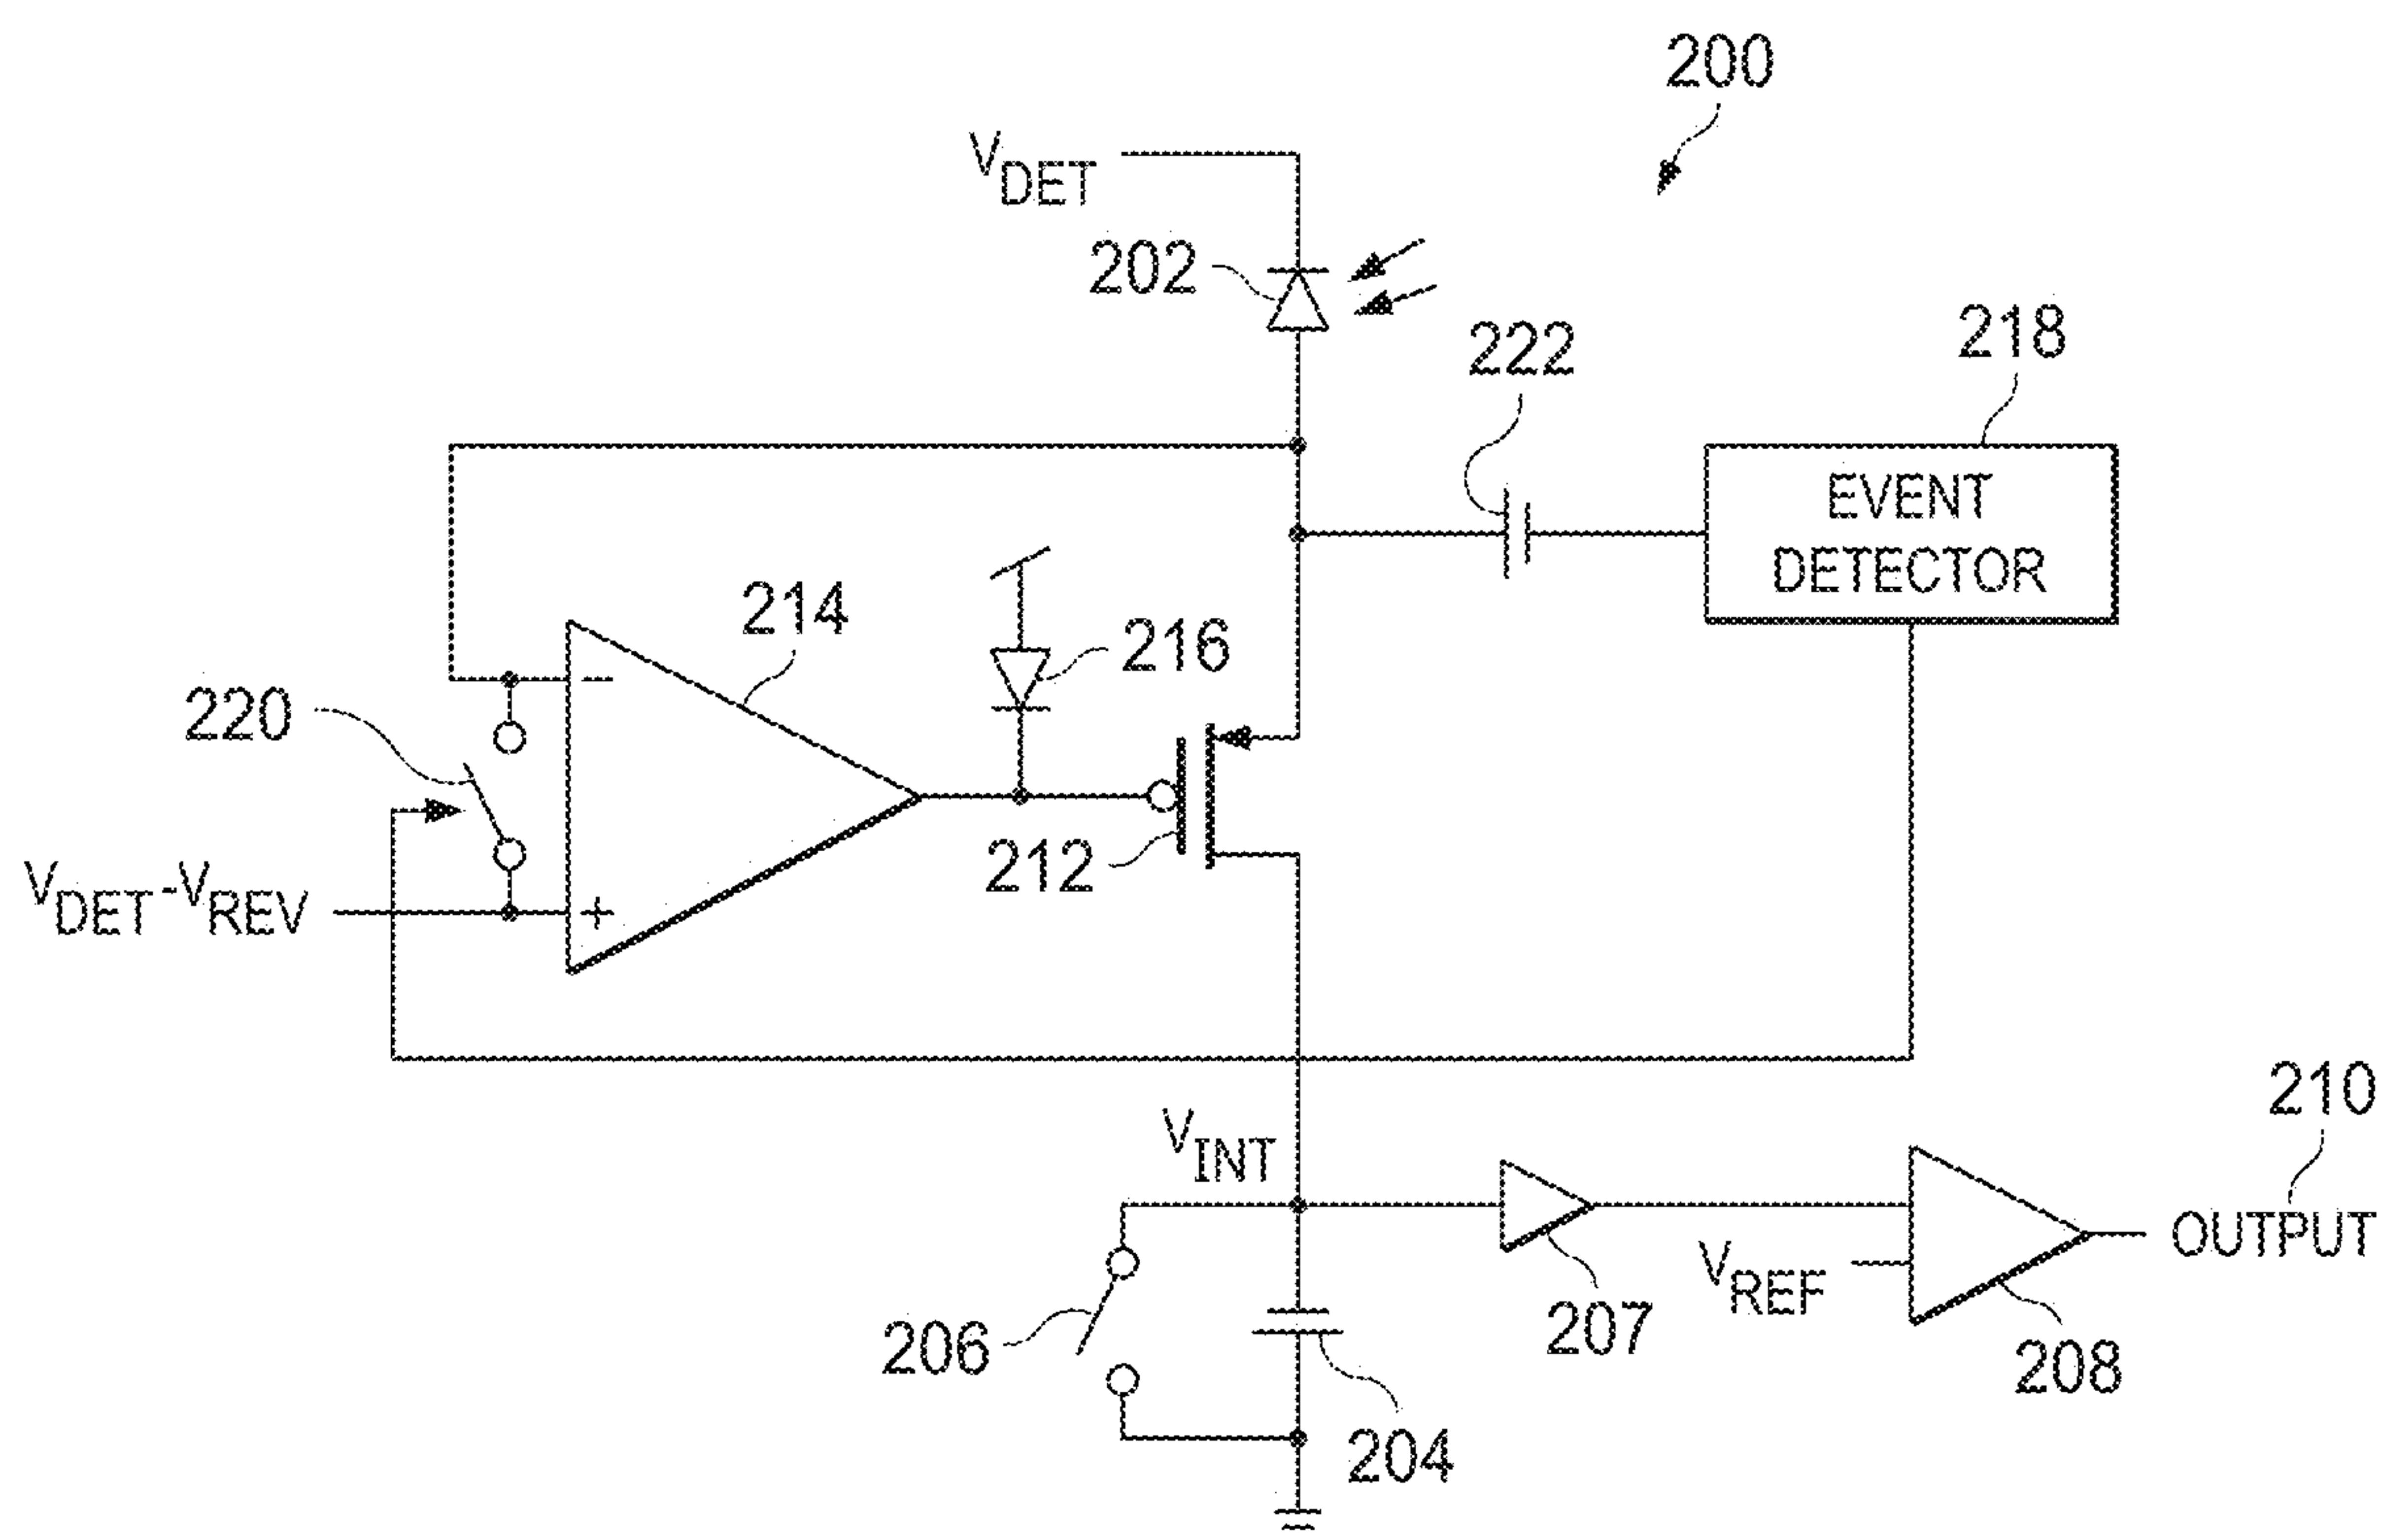 200
VDET
202
222
218
EVENT
DETECTOR
214
216
220
−
212
VDET-VREV
+
210
VINT
OUTPUT
VREF
207
206
208
204